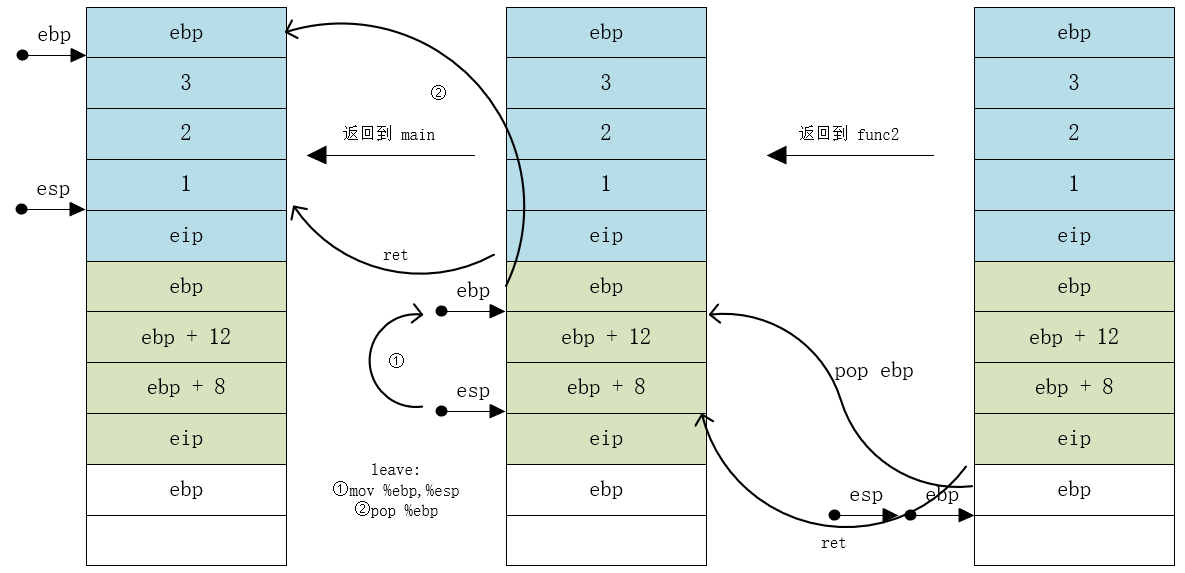 ebp
ebp
3
2
1
esp
eip
ebp
ebp + 12
ebp + 8
eip
ebp
②
返回到 main
ret
ebp
①
esp
leave:
①mov %ebp,%esp
②pop %ebp
ebp
3
2
1
eip
ebp
ebp + 12
ebp + 8
eip
ebp
返回到 func2
pop ebp
esp
ebp
ret
ebp
3
2
1
eip
ebp
ebp + 12
ebp + 8
eip
ebp